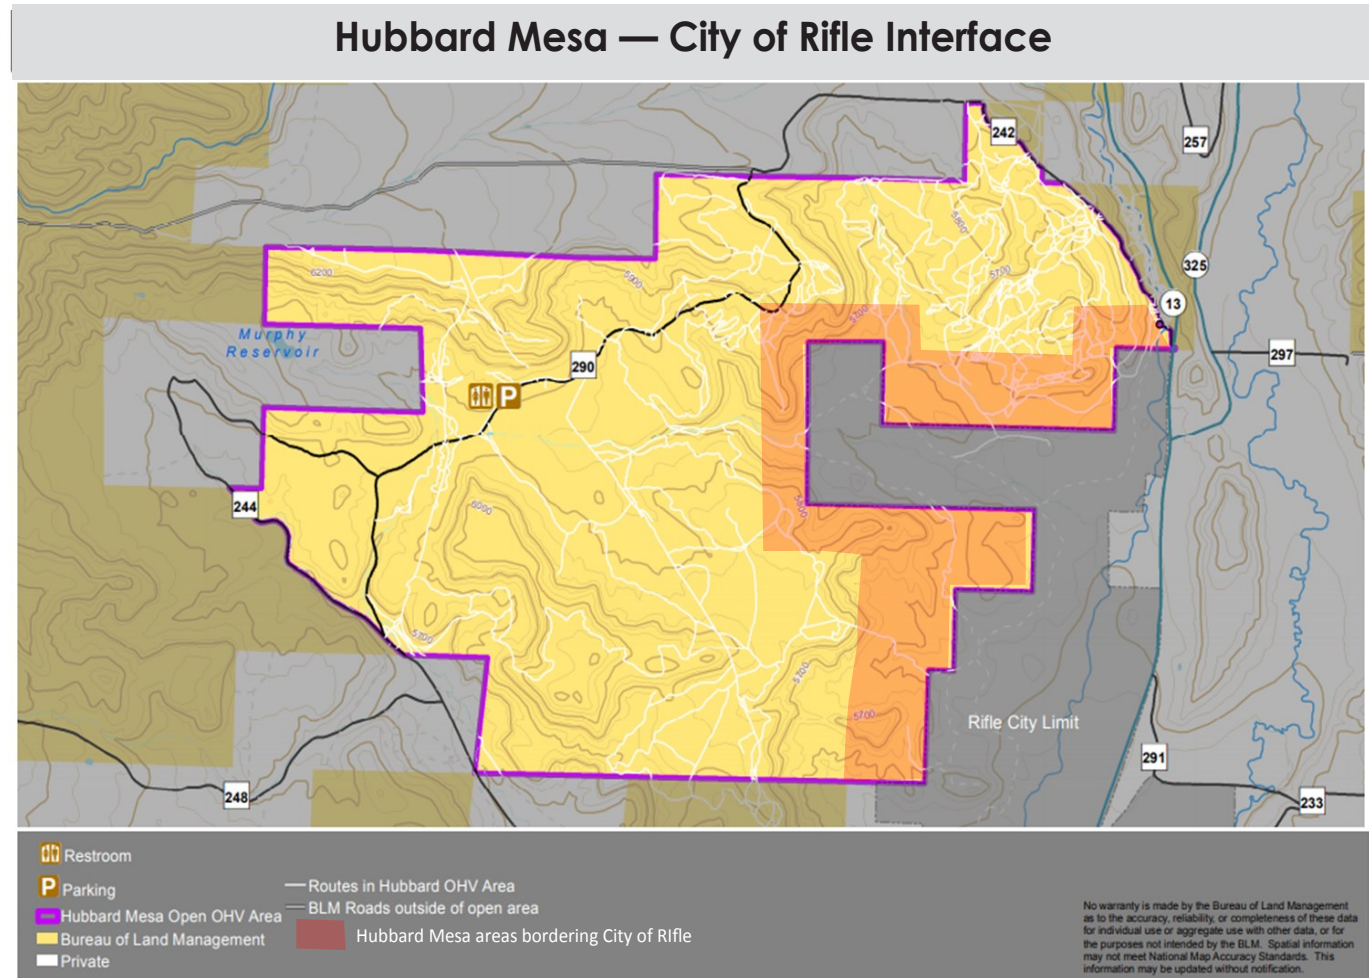 Hubbard Mesa — City of Rifle Interface
242
257
325
13
6200
5900
5800
5700
5700
Murphy
Reservoir
297
290
P
244
6000
5800
5700
5700
5700
Rifle City Limit
291
248
233
Restroom
P Parking
Hubbard Mesa Open OHV Area
Bureau of Land Management
Private
Routes in Hubbard OHV Area
BLM Roads outside of open area
Hubbard Mesa areas bordering City of RIfle
No warranty is made by the Bureau of Land Management
as to the accuracy, reliability, or completeness of these data
for individual use or aggregate use with other data, or for
the purposes not intended by the BLM. Spatial information
may not meet National Map Accuracy Standards. This
information may be updated without notification.